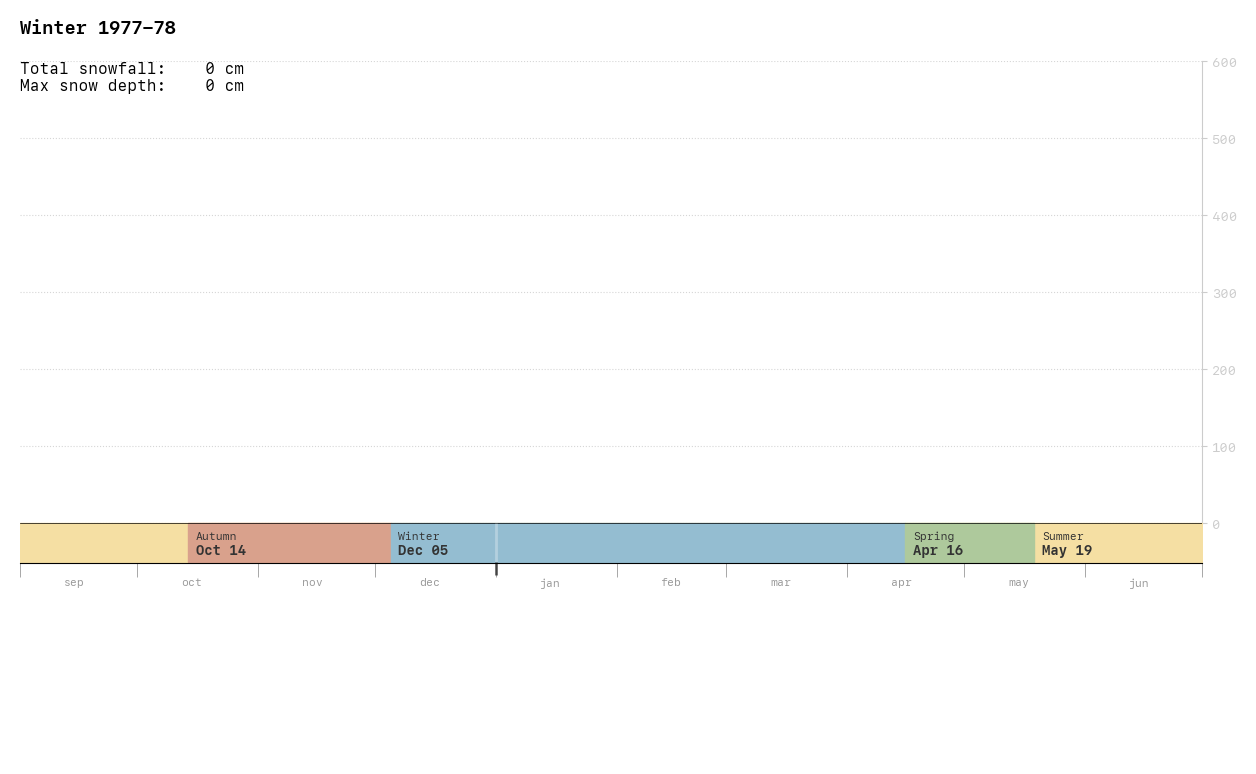 Winter 1977–78
Total snowfall: 0 cm
Max snow depth: 0 cm
600
500
400
300
200
100
0
Autumn
Oct 14
Winter
Dec 05
Spring
Apr 16
Summer
May 19
sep oct nov dec jan feb mar apr may jun